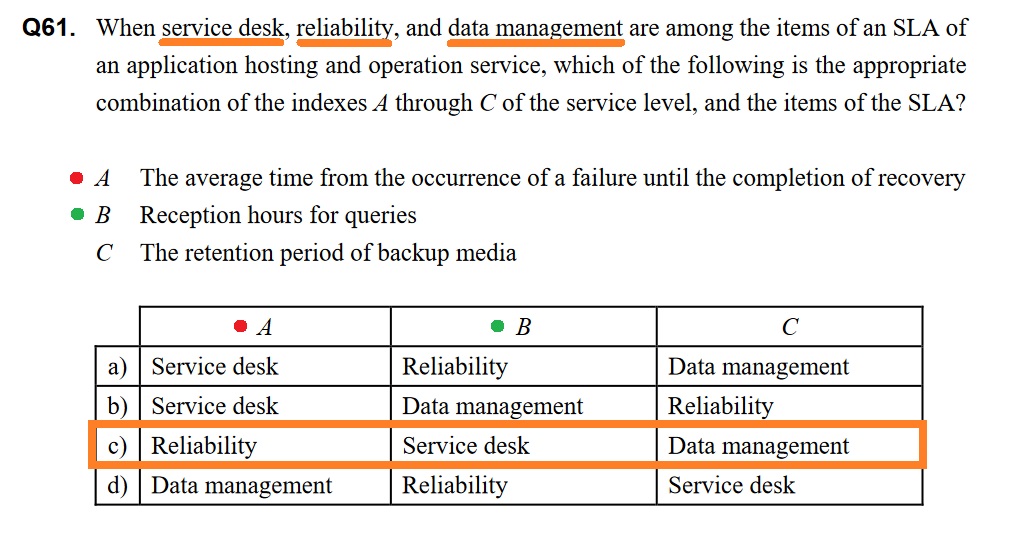 Q61. When service desk, reliability, and data management are among the items of an SLA of
an application hosting and operation service, which of the following is the appropriate
combination of the indexes A through C of the service level, and the items of the SLA?
A The average time from the occurrence of a failure until the completion of recovery
B Reception hours for queries
C The retention period of backup media
A B C
a) Service desk Reliability Data management
b) Service desk Data management Reliability
c) Reliability Service desk Data management
d) Data management Reliability Service desk